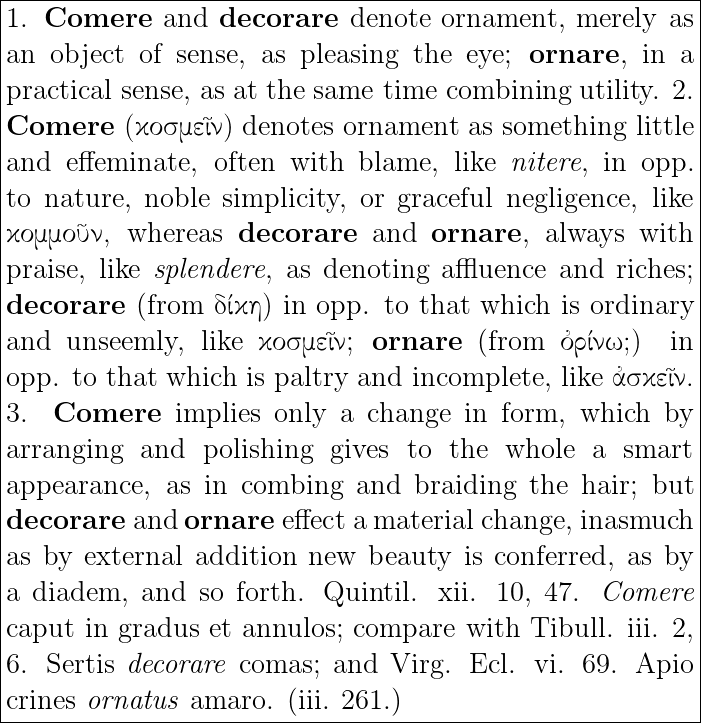 1. Comere and decorare denote ornament, merely as
an object of sense, as pleasing the eye; ornare, in a
practical sense, as at the same time combining utility. 2.
Comere (κοσμεῖν) denotes ornament as something little
and effeminate, often with blame, like nitere, in opp.
to nature, noble simplicity, or graceful negligence, like
κομμοῦν, whereas decorare and ornare, always with
praise, like splendere, as denoting affluence and riches;
decorare (from δίκη) in opp. to that which is ordinary
and unseemly, like κοσμεῖν; ornare (from ὀρίνω;) in
opp. to that which is paltry and incomplete, like ἀσκεῖν.
3. Comere implies only a change in form, which by
arranging and polishing gives to the whole a smart
appearance, as in combing and braiding the hair; but
decorare and ornare effect a material change, inasmuch
as by external addition new beauty is conferred, as by
a diadem, and so forth. Quintil. xii. 10, 47. Comere
caput in gradus et annulos; compare with Tibull. iii. 2,
6. Sertis decorare comas; and Virg. Ecl. vi. 69. Apio
crines ornatus amaro. (iii. 261.)